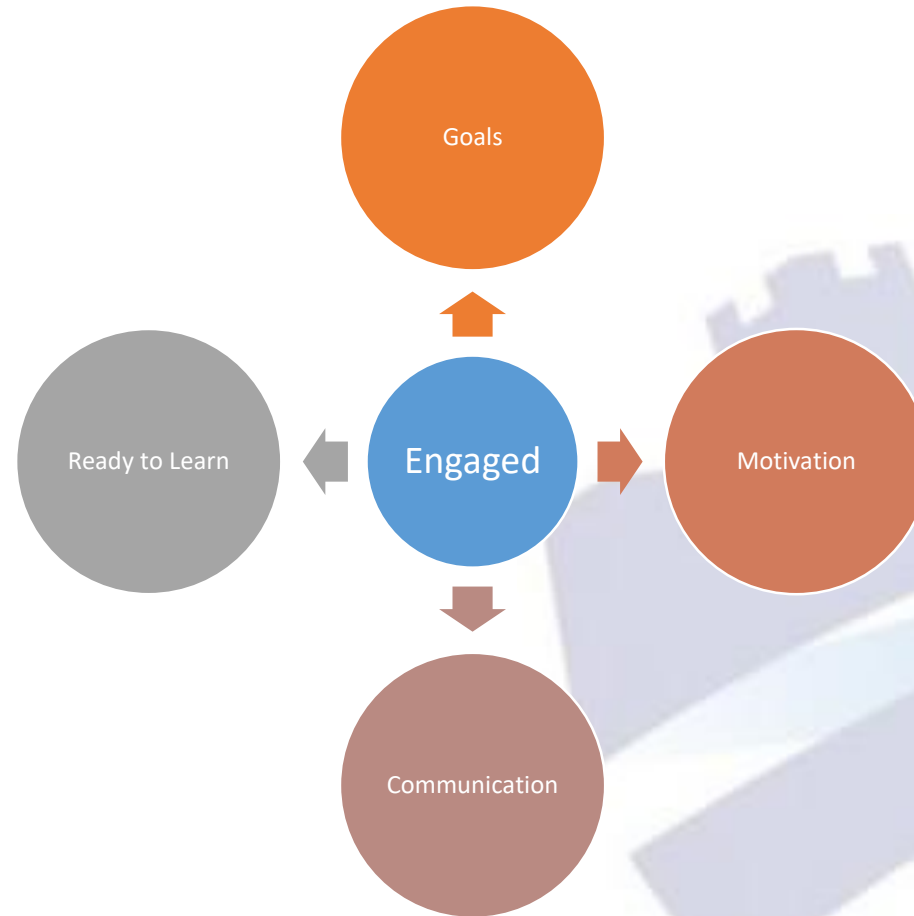 Goals
Ready to Learn
Engaged
Motivation
Communication